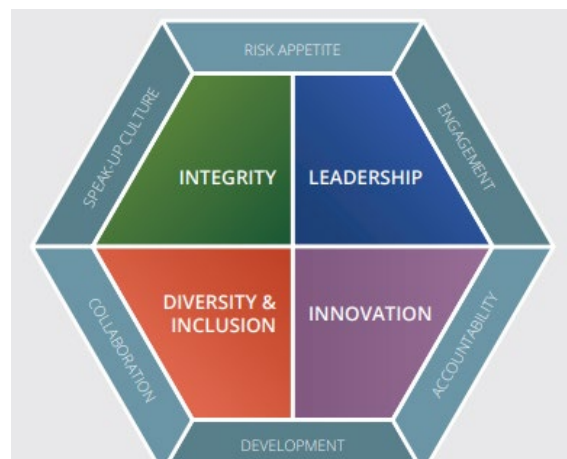 RISK APPETITE
SPEAK-UP CULTURE
ENGAGEMENT
INTEGRITY
LEADERSHIP
DIVERSITY &
INCLUSION
INNOVATION
COLLABORATION
ACCOUNTABILITY
DEVELOPMENT